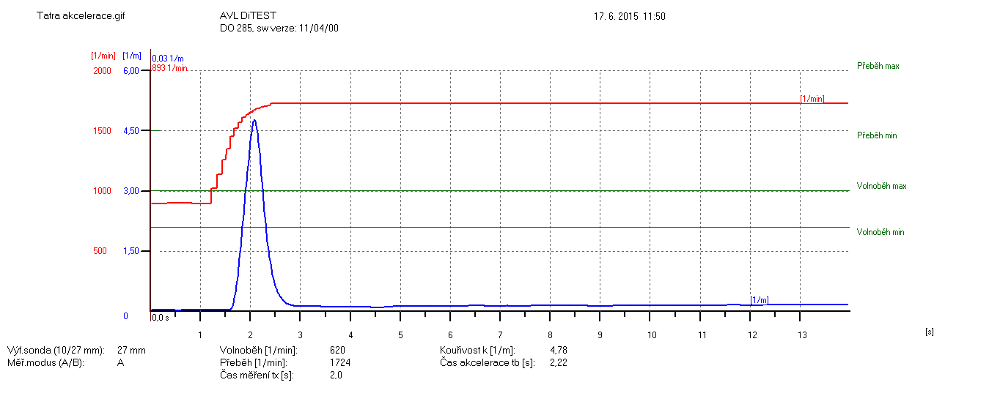 Tatra akcelerace.gif AVL DiTEST 17. 6. 2015 11:50
DO 285, sw verze: 11/04/00
[1/min] [1/m] 0,03 1/m
893 1/min
2000 6,00 Přeběh max
[1/min]
1500 4,50 Přeběh min
1000 3,00 Volnoběh max
Volnoběh min
500 1,50
[1/m]
0 0,0 s
1 2 3 4 5 6 7 8 9 10 11 12 13 [s]
Výf.sonda (10/27 mm): 27 mm Volnoběh [1/min]: 620 Kouřivost k [1/m]: 4,78
Měř.modus (A/B): A Přeběh [1/min]: 1724 Čas akcelerace tb [s]: 2,22
Čas měření tx [s]: 2,0